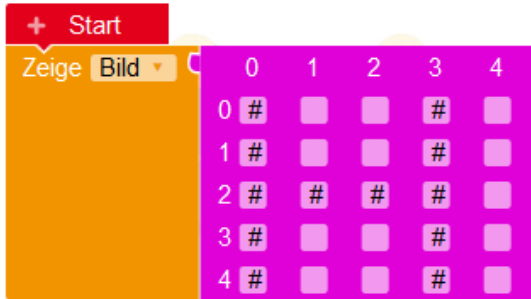 + Start
Zeige Bild 0 1 2 3 4
0 # #
1 # #
2 # # # #
3 # #
4 # #